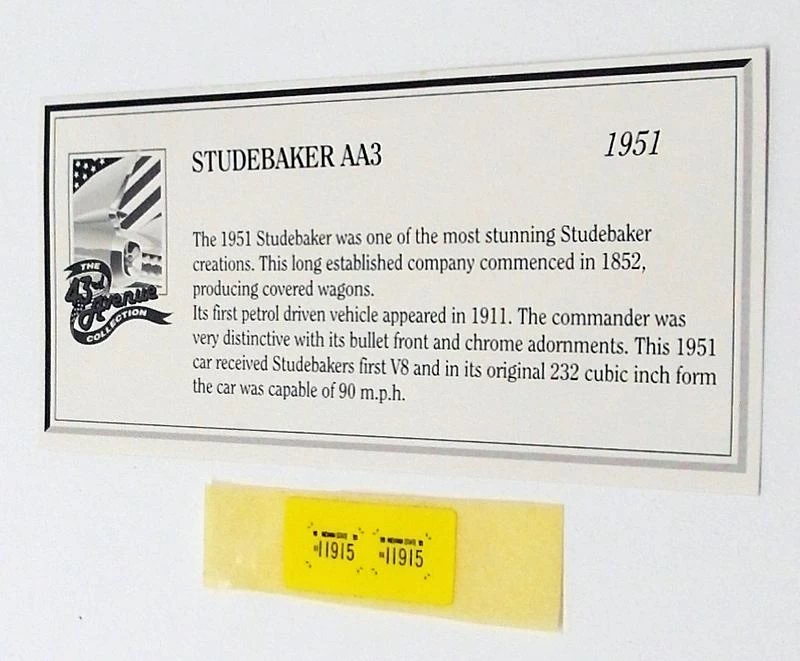 STUDEBAKER AA3
1951
The 1951 Studebaker was one of the most stunning Studebaker
creations. This long established company commenced in 1852,
producing covered wagons.
Its first petrol driven vehicle appeared in 1911. The commander was
very distinctive with its bullet front and chrome adornments. This 1951
car received Studebakers first V8 and in its original 232 cubic inch form
the car was capable of 90 m.p.h.
THE
43rd
Avenue
COLLECTION
11915 11915